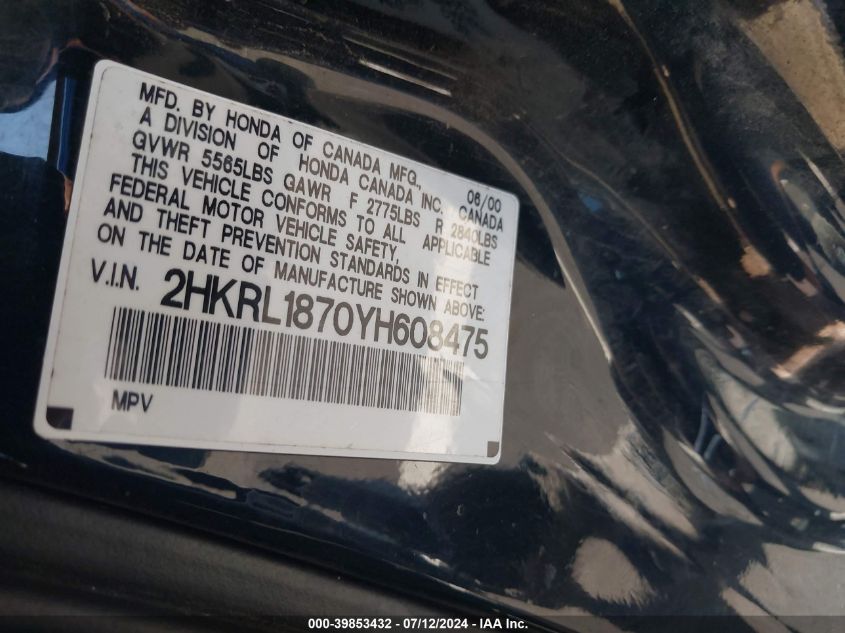 MFD. BY HONDA OF CANADA MFG., 06/00
A DIVISION OF HONDA CANADA INC., CANADA
GVWR 5565LBS GAWR F 2775LBS R 2840LBS
THIS VEHICLE CONFORMS TO ALL APPLICABLE
FEDERAL MOTOR VEHICLE SAFETY,
AND THEFT PREVENTION STANDARDS IN EFFECT
ON THE DATE OF MANUFACTURE SHOWN ABOVE.
V.I.N. 2HKRL1870YH608475
MPV
000-39853432 - 07/12/2024 - IAA Inc.